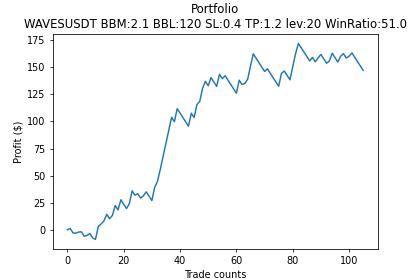 Portfolio
WAVESUSDT BBM:2.1 BBL:120 SL:0.4 TP:1.2 lev:20 WinRatio:51.0
175
150
125
100
75
50
25
0
Profit ($)
0 20 40 60 80 100
Trade counts